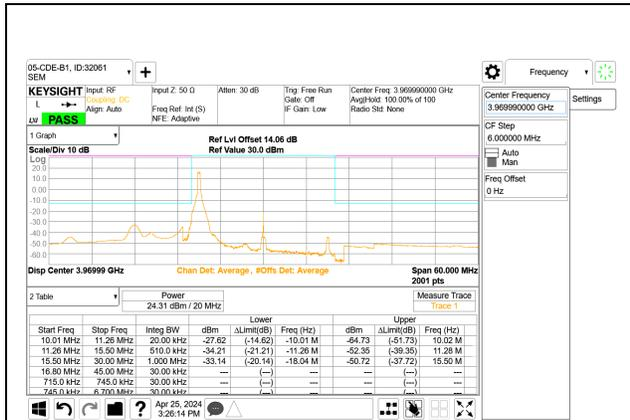 05-CDE-B1, ID:32061
SEM
KEYSIGHT
L
LXI
PASS
Input: RF
Coupling: DC
Align: Auto
Input Z: 50 Ω
Freq Ref: Int (S)
NFE: Adaptive
Atten: 30 dB
Trig: Free Run
Gate: Off
IF Gain: Low
Center Freq: 3.969990000 GHz
Avg|Hold: 100.00% of 100
Radio Std: None
1 Graph
Scale/Div 10 dB
Ref Lvl Offset 14.06 dB
Ref Value 30.0 dBm
Log
20.0
10.0
0.00
-10.0
-20.0
-30.0
-40.0
-50.0
-60.0
Disp Center 3.96999 GHz
Chan Det: Average , #Offs Det: Average
Span 60.000 MHz
2001 pts
2 Table
Power
24.31 dBm / 20 MHz
Measure Trace
Trace 1
Lower Upper
Start Freq Stop Freq Integ BW dBm ΔLimit(dB) Freq (Hz) dBm ΔLimit(dB) Freq (Hz)
10.01 MHz 11.26 MHz 20.00 kHz -27.62 (-14.62) -10.01 M -64.73 (-51.73) 10.02 M
11.26 MHz 15.50 MHz 510.0 kHz -34.21 (-21.21) -11.26 M -52.35 (-39.35) 11.28 M
15.50 MHz 30.00 MHz 1.000 MHz -33.14 (-20.14) -18.04 M -50.72 (-37.72) 15.50 M
16.80 MHz 45.00 MHz 30.00 kHz --- (---) --- (---)
715.0 kHz 745.0 kHz 30.00 kHz --- (---) --- (---)
745.0 kHz 6.700 MHz 30.00 kHz --- (---) --- (---)
Apr 25, 2024
3:26:14 PM
Frequency
Center Frequency
3.969990000 GHz
Settings
CF Step
6.000000 MHz
Auto
Man
Freq Offset
0 Hz